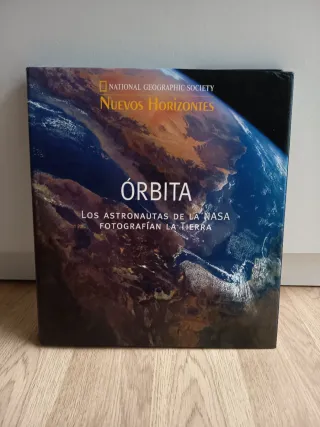 NATIONAL GEOGRAPHIC SOCIETY
NUEVOS HORIZONTES
ÓRBITA
LOS ASTRONAUTAS DE LA NASA
FOTOGRAFÍAN LA TIERRA